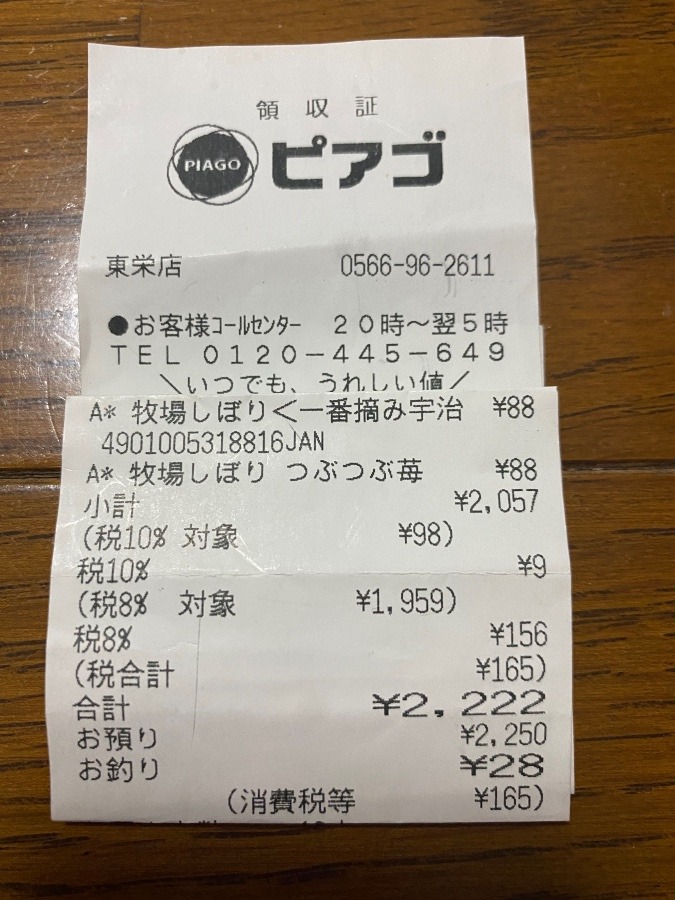 領収証
PIAGO ピアゴ
東栄店 0566-96-2611
●お客様ｺｰﾙｾﾝﾀｰ ２０時～翌５時
ＴＥＬ ０１２０－４４５－６４９
＼いつでも、うれしい値／
A* 牧場しぼり＜一番摘み宇治 ¥88
4901005318816JAN
A* 牧場しぼり つぶつぶ苺 ¥88
小計 ¥2,057
(税10% 対象 ¥98)
税10% ¥9
(税8% 対象 ¥1,959)
税8% ¥156
(税合計 ¥165)
合計 ¥2,222
お預り ¥2,250
お釣り ¥28
(消費税等 ¥165)